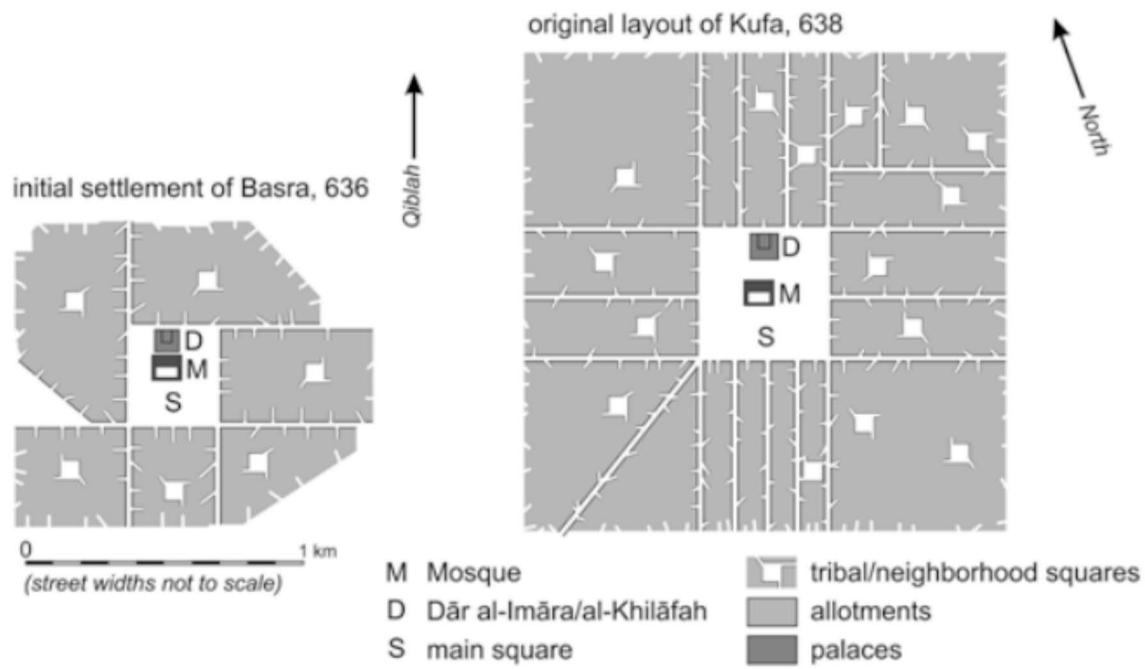 original layout of Kufa, 638
North
Qiblah
initial settlement of Basra, 636
D
M
S
D
M
S
0 1 km
(street widths not to scale)
M Mosque
D Dār al-Imāra/al-Khilāfah
S main square
tribal/neighborhood squares
allotments
palaces